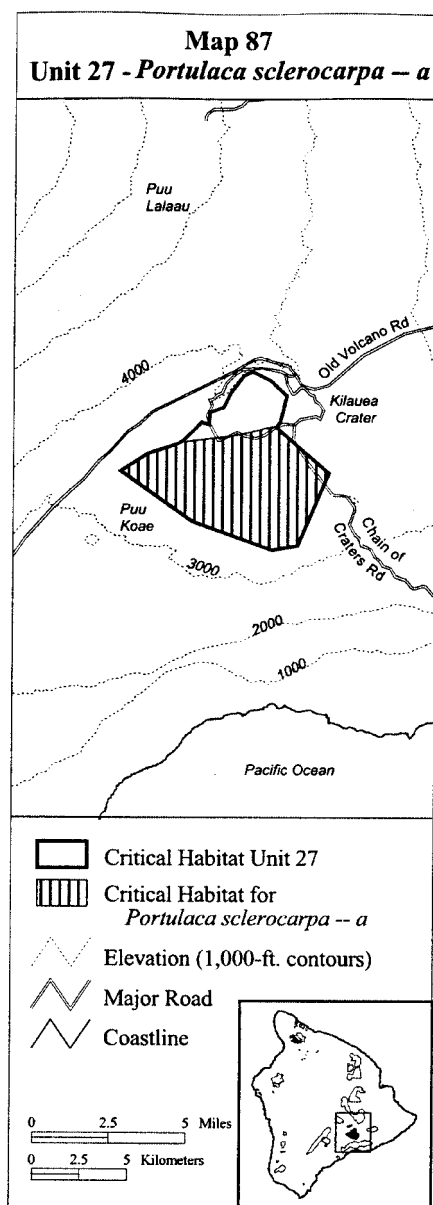 Map 87
Unit 27 - Portulaca sclerocarpa -- a
Puu
Lalaau
Old Volcano Rd
4000
Kilauea
Crater
Puu
Koae
Chain of
Craters Rd
3000
2000
1000
Pacific Ocean
Critical Habitat Unit 27
Critical Habitat for
Portulaca sclerocarpa -- a
Elevation (1,000-ft. contours)
Major Road
Coastline
0 2.5 5 Miles
0 2.5 5 Kilometers